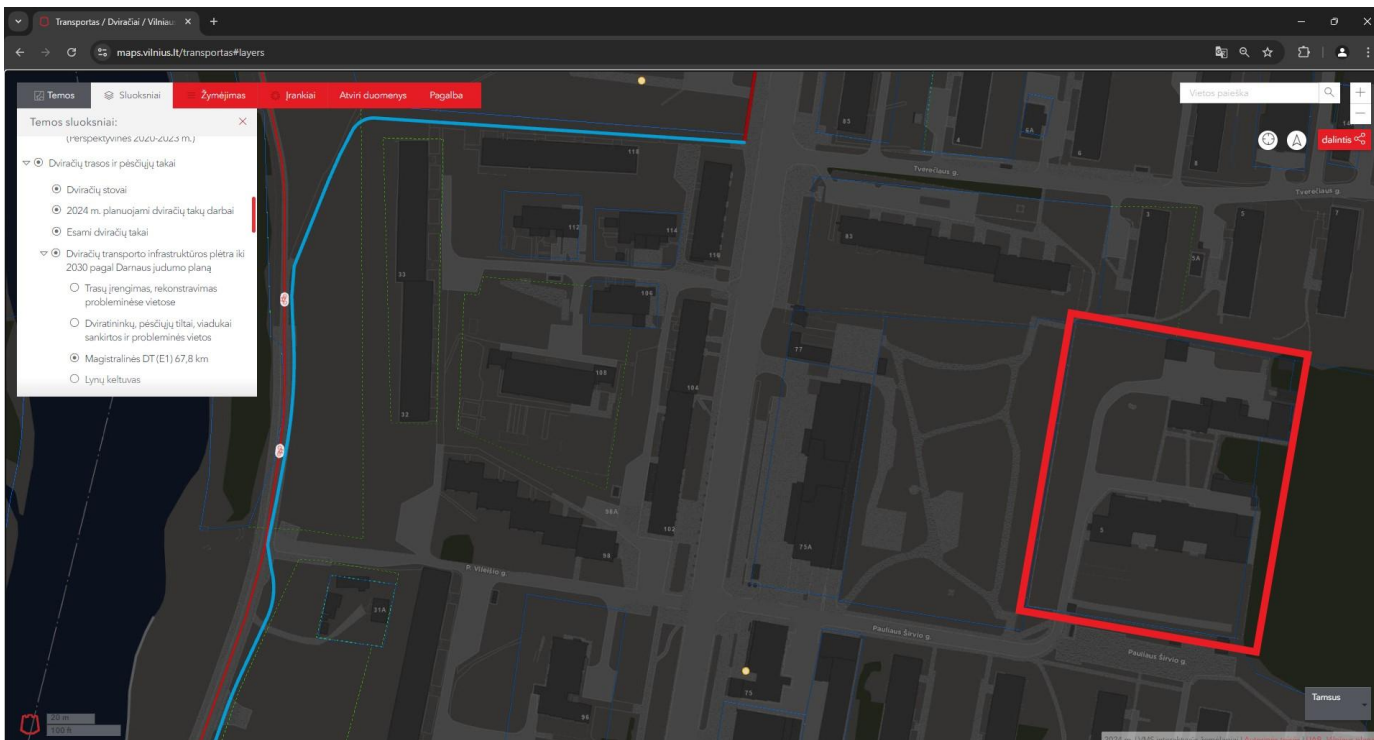 Transportas / Dviračiai / Vilniau
maps.vilnius.lt/transportas#layers
Temos
Sluoksniai
Žymėjimas
Įrankiai
Atviri duomenys
Pagalba
Vietos paieška
dalintis
Temos sluoksniai:
(Perspektyvinės 2020-2023 m.)
Dviračių trasos ir pėsčiųjų takai
Dviračių stovai
2024 m. planuojami dviračių takų darbai
Esami dviračių takai
Dviračių transporto infrastruktūros plėtra iki
2030 pagal Darnaus judumo planą
Trasų įrengimas, rekonstravimas
probleminėse vietose
Dviratininkų, pėsčiųjų tiltai, viadukai
sankirtos ir probleminės vietos
Magistralinės DT (E1) 67,8 km
Lynų keltuvas
83
4
6A
6
8
118
Tverečiaus g.
Tverečiaus g.
3
5
7
112
114
116
83
5A
33
106
77
108
104
32
98A
102
98
75A
5
P. Vileišio g.
31A
Pauliaus Širvio g.
Pauliaus Širvio g.
75
96
Tamsus
20 m
100 ft